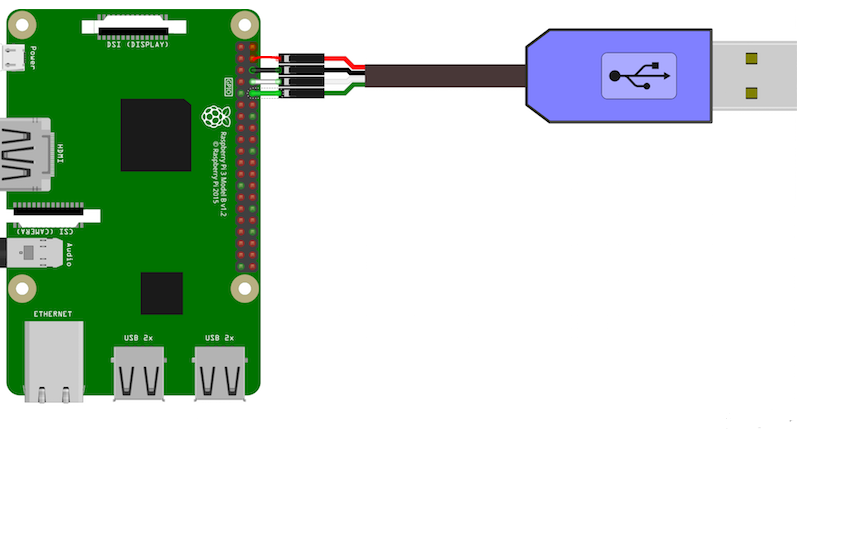 DSI (DISPLAY)
Power
GPIO
HDMI
Raspberry Pi 3 Model B v1.2
© Raspberry Pi 2015
CSI (CAMERA)
Audio
ETHERNET
USB 2x
USB 2x